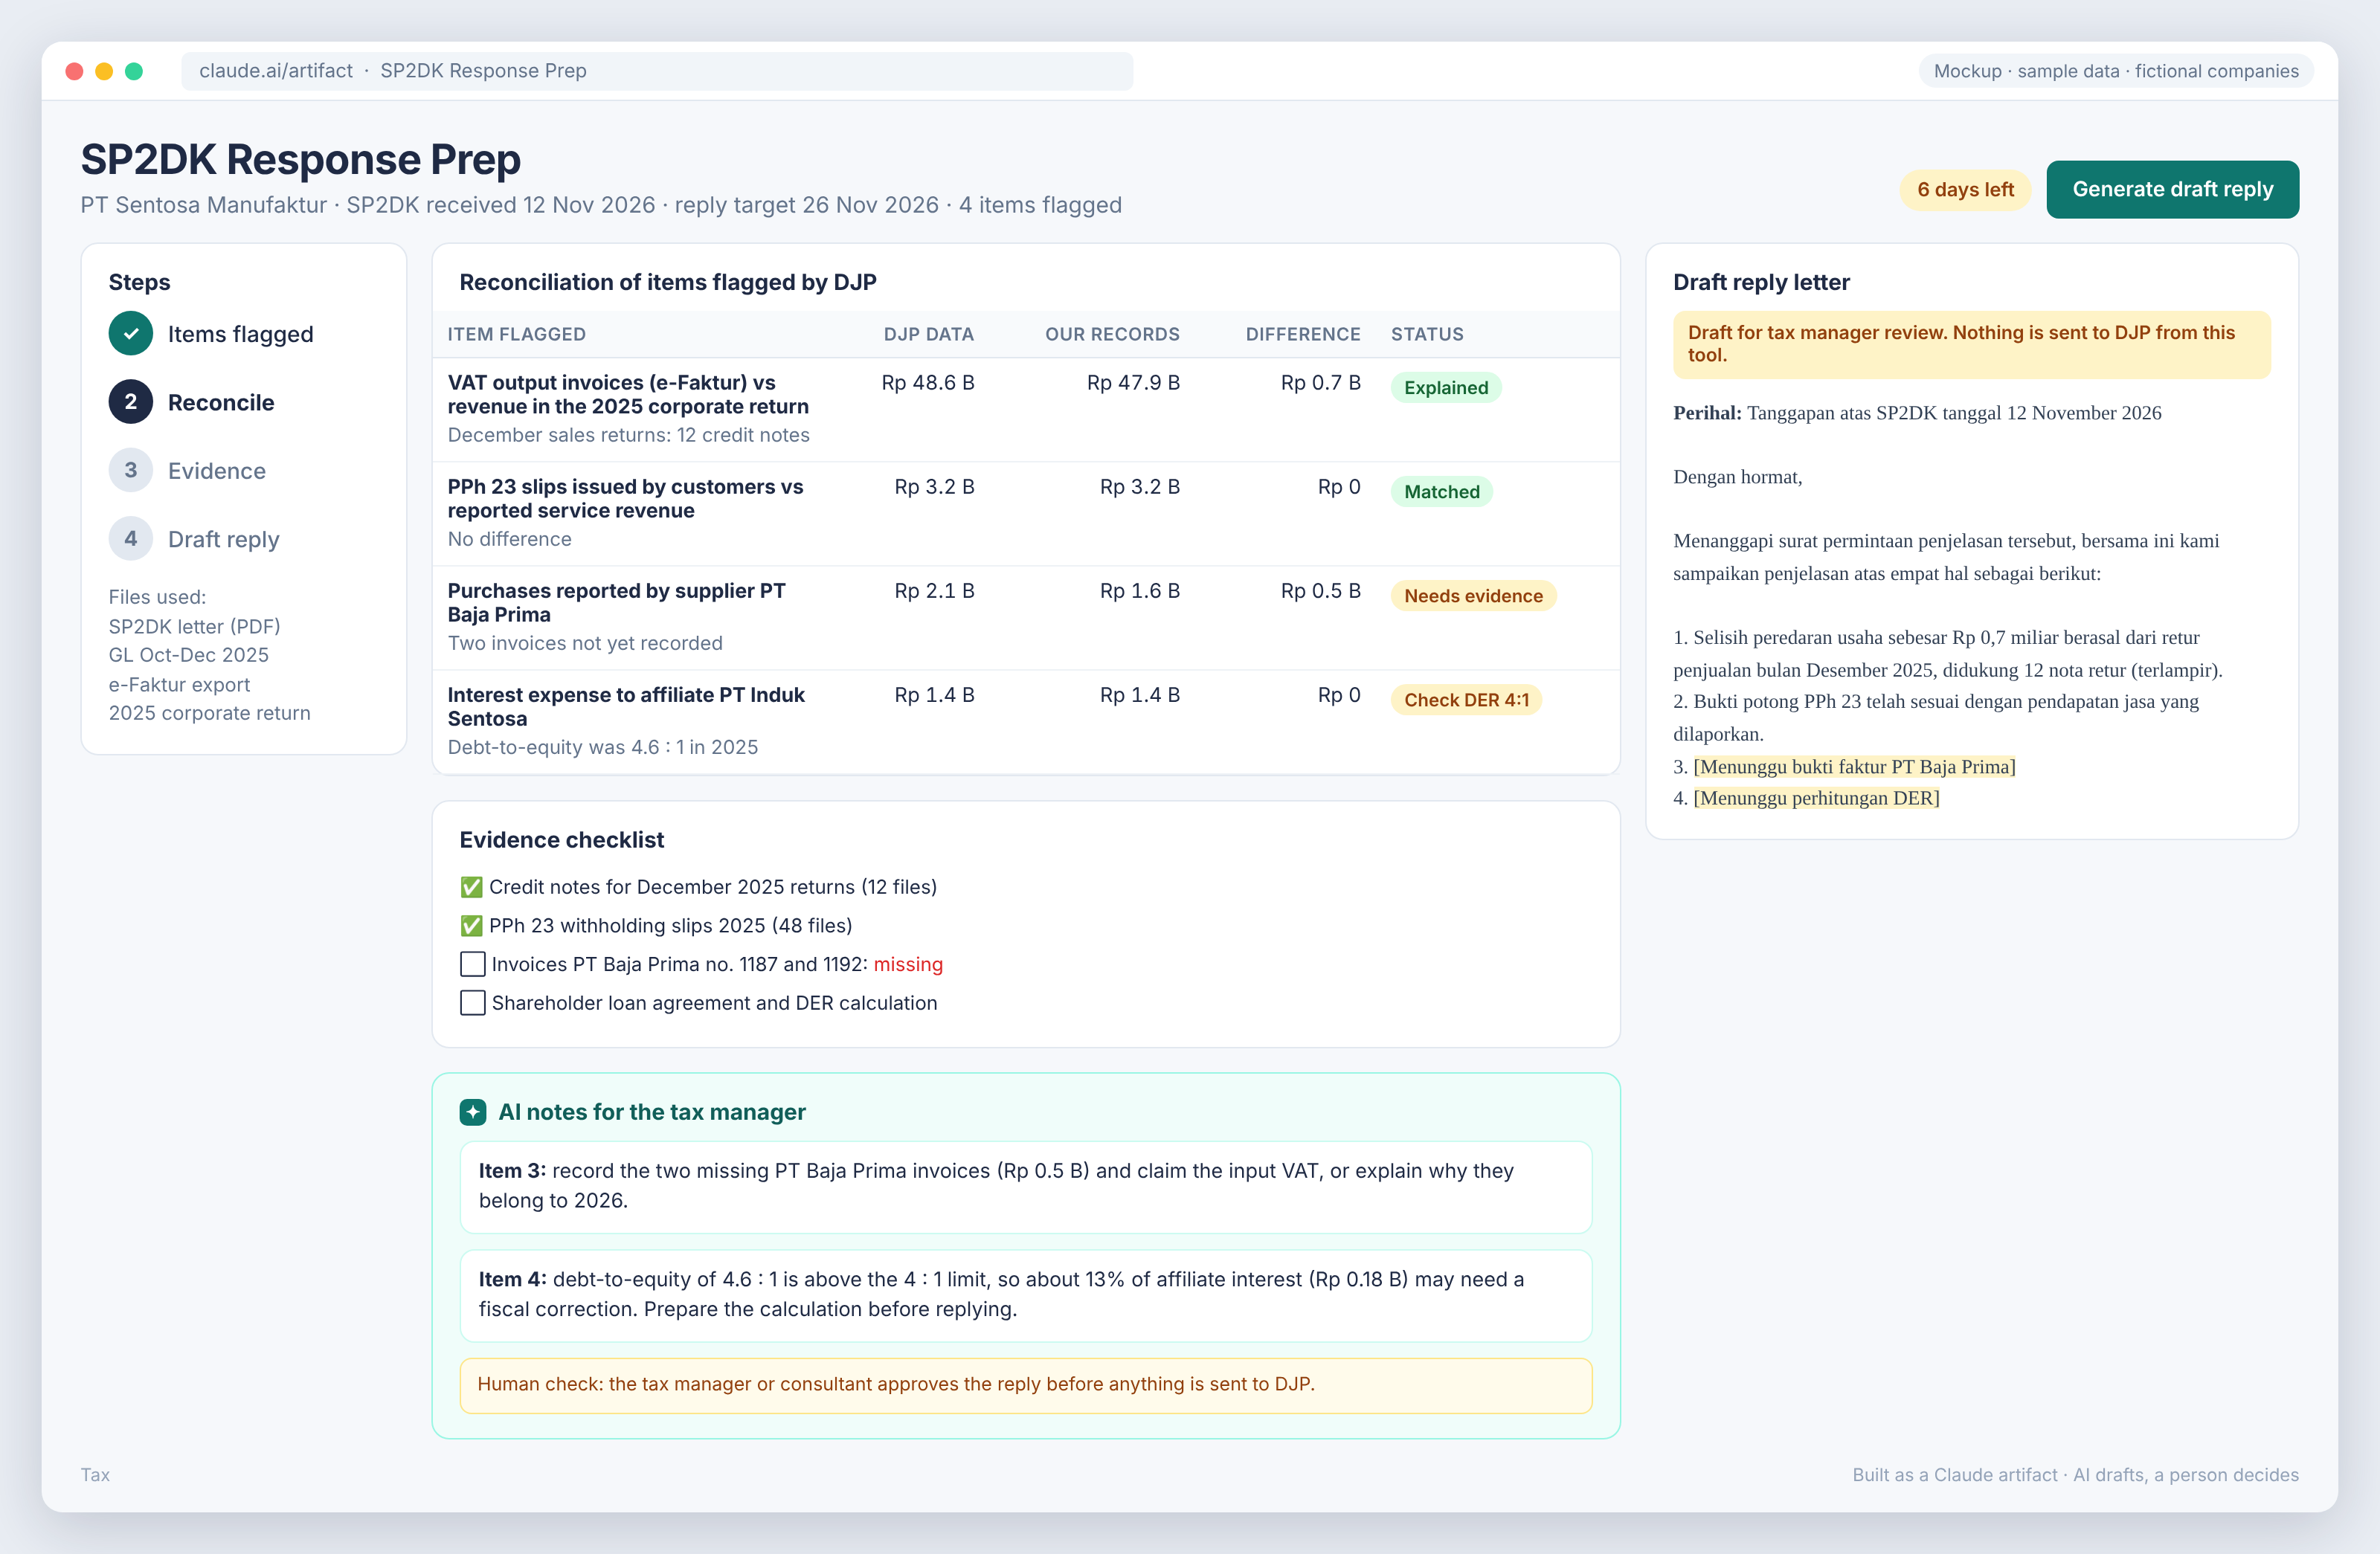 claude.ai/artifact · SP2DK Response Prep
Mockup · sample data · fictional companies
SP2DK Response Prep
PT Sentosa Manufaktur · SP2DK received 12 Nov 2026 · reply target 26 Nov 2026 · 4 items flagged
6 days left
Generate draft reply
Steps
Items flagged
2 Reconcile
3 Evidence
4 Draft reply
Files used:
SP2DK letter (PDF)
GL Oct-Dec 2025
e-Faktur export
2025 corporate return
Reconciliation of items flagged by DJP
ITEM FLAGGED DJP DATA OUR RECORDS DIFFERENCE STATUS
VAT output invoices (e-Faktur) vs Rp 48.6 B Rp 47.9 B Rp 0.7 B Explained
revenue in the 2025 corporate return
December sales returns: 12 credit notes
PPh 23 slips issued by customers vs Rp 3.2 B Rp 3.2 B Rp 0 Matched
reported service revenue
No difference
Purchases reported by supplier PT Rp 2.1 B Rp 1.6 B Rp 0.5 B Needs evidence
Baja Prima
Two invoices not yet recorded
Interest expense to affiliate PT Induk Rp 1.4 B Rp 1.4 B Rp 0 Check DER 4:1
Sentosa
Debt-to-equity was 4.6 : 1 in 2025
Evidence checklist
✅ Credit notes for December 2025 returns (12 files)
✅ PPh 23 withholding slips 2025 (48 files)
Invoices PT Baja Prima no. 1187 and 1192: missing
Shareholder loan agreement and DER calculation
AI notes for the tax manager
Item 3: record the two missing PT Baja Prima invoices (Rp 0.5 B) and claim the input VAT, or explain why they
belong to 2026.
Item 4: debt-to-equity of 4.6 : 1 is above the 4 : 1 limit, so about 13% of affiliate interest (Rp 0.18 B) may need a
fiscal correction. Prepare the calculation before replying.
Human check: the tax manager or consultant approves the reply before anything is sent to DJP.
Draft reply letter
Draft for tax manager review. Nothing is sent to DJP from this
tool.
Perihal: Tanggapan atas SP2DK tanggal 12 November 2026
Dengan hormat,
Menanggapi surat permintaan penjelasan tersebut, bersama ini kami
sampaikan penjelasan atas empat hal sebagai berikut:
1. Selisih peredaran usaha sebesar Rp 0,7 miliar berasal dari retur
penjualan bulan Desember 2025, didukung 12 nota retur (terlampir).
2. Bukti potong PPh 23 telah sesuai dengan pendapatan jasa yang
dilaporkan.
3. [Menunggu bukti faktur PT Baja Prima]
4. [Menunggu perhitungan DER]
Tax
Built as a Claude artifact · AI drafts, a person decides